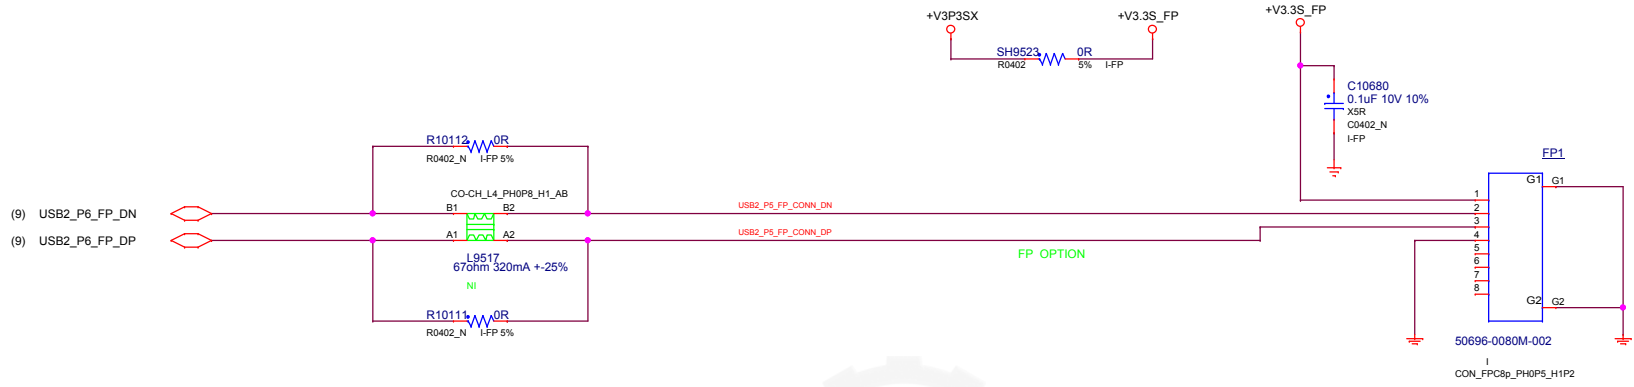 +V3P3SX
+V3.3S_FP
+V3.3S_FP
SH9523 0R
R0402 5% I-FP
C10680
0.1uF 10V 10%
X5R
C0402_N
I-FP
R10112 0R
R0402_N I-FP 5%
CO-CH_L4_PH0P8_H1_AB
(9) USB2_P6_FP_DN
B1 B2
USB2_P5_FP_CONN_DN
(9) USB2_P6_FP_DP
A1 A2
USB2_P5_FP_CONN_DP
L9517
67ohm 320mA +-25%
NI
FP OPTION
R10111 0R
R0402_N I-FP 5%
FP1
G1 G1
1
2
3
4
5
6
7
8
G2 G2
50696-0080M-002
I
CON_FPC8p_PH0P5_H1P2